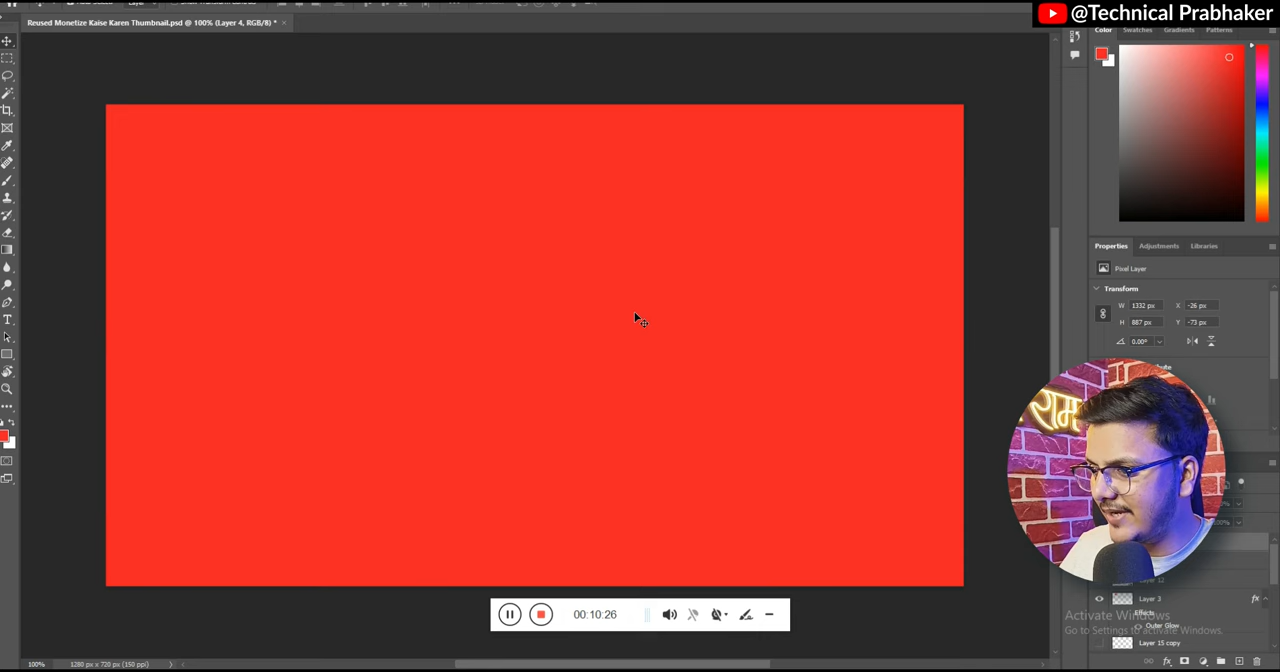 @Technical Prabhaker
Reused Monetize Kaise Karen Thumbnail.psd @ 100% (Layer 4, RGB/8) *
Color Swatches Gradients Patterns
Properties Adjustments Libraries
Pixel Layer
Transform
W 1332 px X -26 px
H 887 px Y -73 px
0.00°
राम
Layer 12
Layer 3 fx
Effects
Outer Glow
Layer 15 copy
Activate Windows
Go to Settings to activate Windows.
00:10:26
100% 1280 px x 720 px (150 ppi)